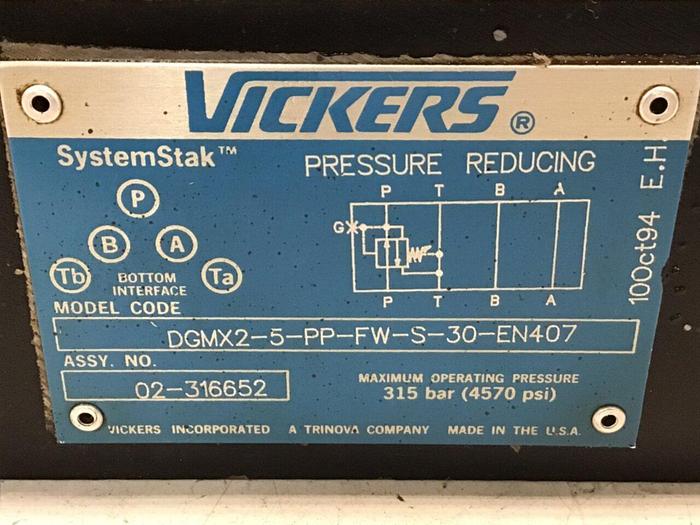 VICKERS ®
SystemStak™
PRESSURE REDUCING
P T B A
P
G
B A
Tb Ta
BOTTOM
INTERFACE
P T B A
10Oct94 E.H.
MODEL CODE
DGMX2-5-PP-FW-S-30-EN407
ASSY. NO.
02-316652
MAXIMUM OPERATING PRESSURE
315 bar (4570 psi)
VICKERS INCORPORATED A TRINOVA COMPANY MADE IN THE U.S.A.